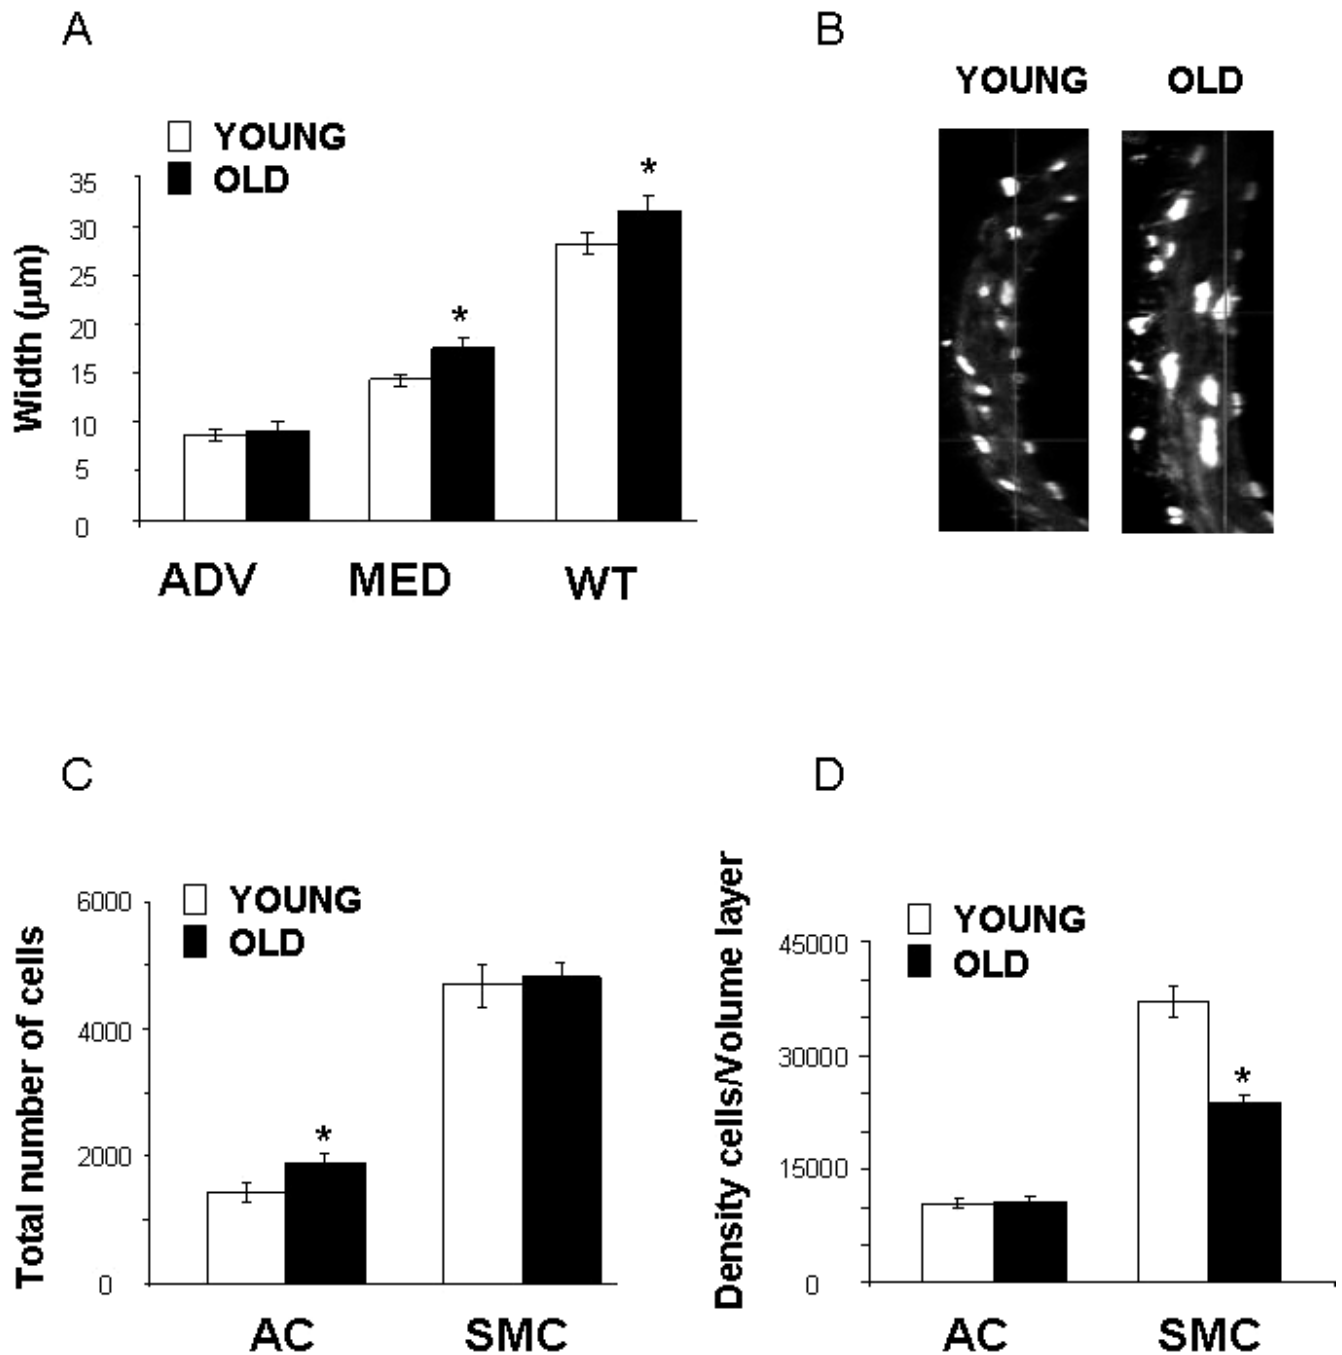 A
YOUNG
OLD
*
*
35
30
25
20
15
10
5
0
Width (μm)
ADV MED WT
B
YOUNG OLD
C
YOUNG
OLD
*
6000
4000
2000
0
Total number of cells
AC SMC
D
YOUNG
OLD
*
45000
30000
15000
0
Density cells/Volume layer
AC SMC